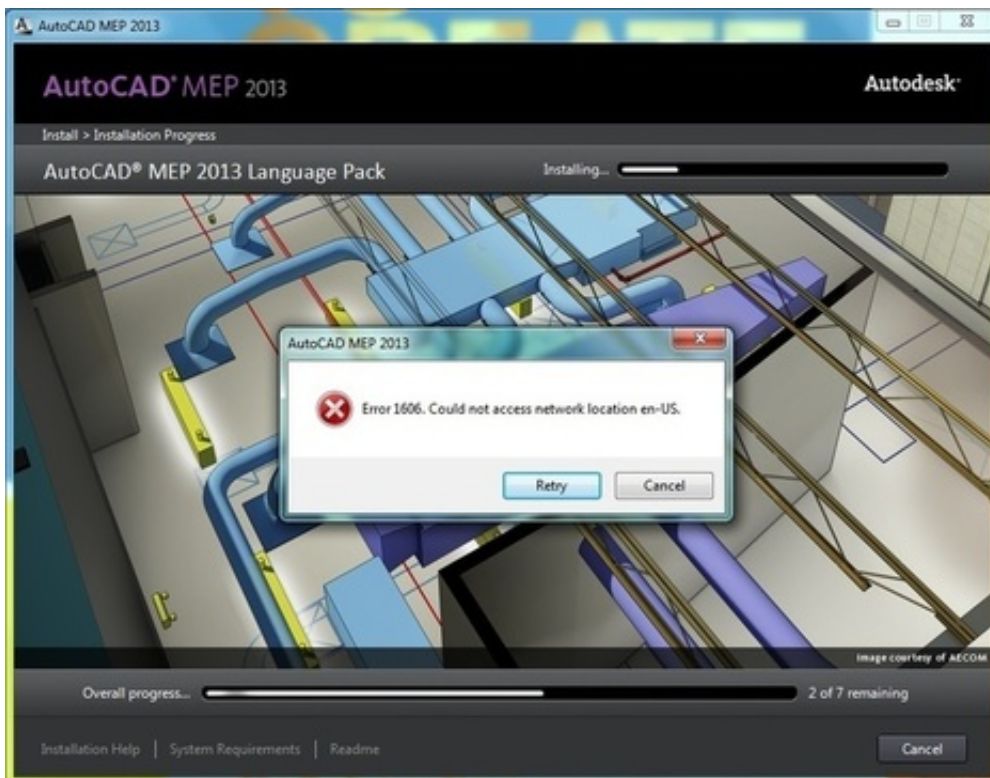 AutoCAD MEP 2013
AutoCAD® MEP 2013
Autodesk®
Install > Installation Progress
AutoCAD® MEP 2013 Language Pack
Installing...
AutoCAD MEP 2013
Error 1606. Could not access network location en-US.
Retry
Cancel
Image courtesy of AECOM
Overall progress...
2 of 7 remaining
Installation Help | System Requirements | Readme
Cancel